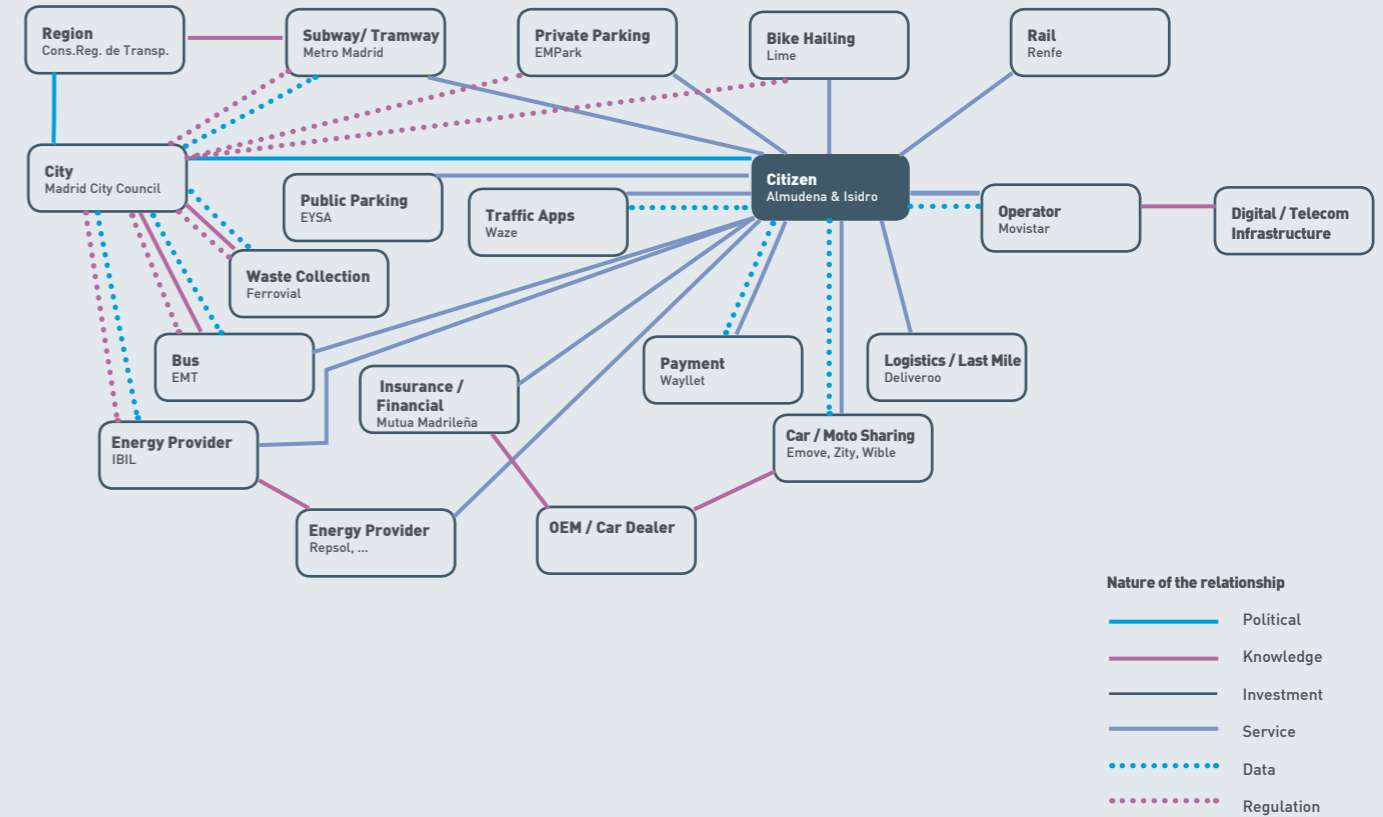 Region
Cons.Reg. de Transp.
Subway/ Tramway
Metro Madrid
Private Parking
EMPark
Bike Hailing
Lime
Rail
Renfe
City
Madrid City Council
Public Parking
EYSA
Traffic Apps
Waze
Citizen
Almudena & Isidro
Operator
Movistar
Digital / Telecom
Infrastructure
Waste Collection
Ferrovial
Bus
EMT
Insurance /
Financial
Mutua Madrileña
Payment
Wayllet
Logistics / Last Mile
Deliveroo
Energy Provider
IBIL
Car / Moto Sharing
Emove, Zity, Wible
Energy Provider
Repsol, ...
OEM / Car Dealer
Nature of the relationship
Political
Knowledge
Investment
Service
Data
Regulation